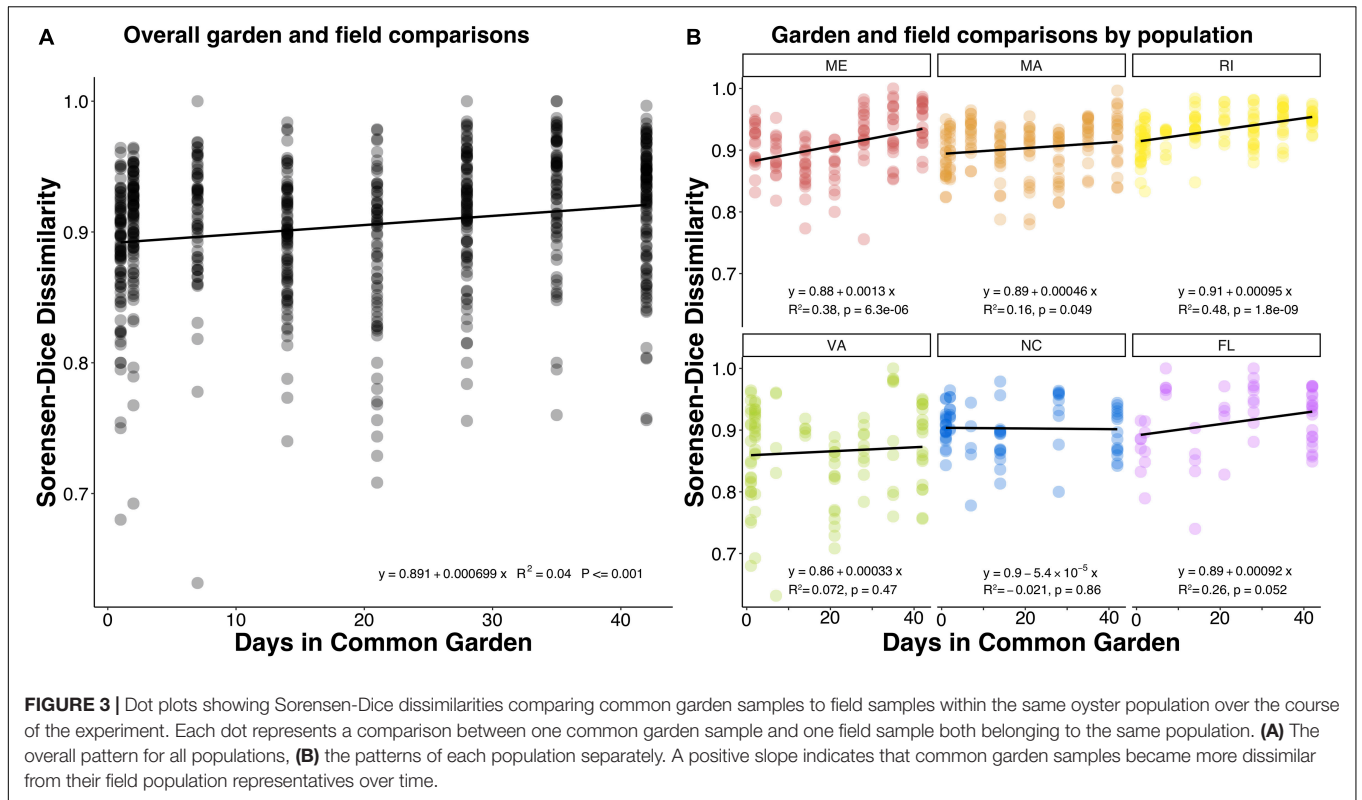 A Overall garden and field comparisons
B Garden and field comparisons by population
Sorensen-Dice Dissimilarity
1.0
0.9
0.8
0.7
y = 0.891 + 0.000699 x R² = 0.04 P <= 0.001
0 10 20 30 40
Days in Common Garden
Sorensen-Dice Dissimilarity
ME MA RI
1.0
0.9
0.8
0.7
y = 0.88 + 0.0013 x y = 0.89 + 0.00046 x y = 0.91 + 0.00095 x
R² = 0.38, p = 6.3e-06 R² = 0.16, p = 0.049 R² = 0.48, p = 1.8e-09
VA NC FL
1.0
0.9
0.8
0.7
y = 0.86 + 0.00033 x y = 0.9 − 5.4 × 10⁻⁵ x y = 0.89 + 0.00092 x
R² = 0.072, p = 0.47 R² = − 0.021, p = 0.86 R² = 0.26, p = 0.052
0 20 40 0 20 40 0 20 40
Days in Common Garden
FIGURE 3 | Dot plots showing Sorensen-Dice dissimilarities comparing common garden samples to field samples within the same oyster population over the course
of the experiment. Each dot represents a comparison between one common garden sample and one field sample both belonging to the same population. (A) The
overall pattern for all populations, (B) the patterns of each population separately. A positive slope indicates that common garden samples became more dissimilar
from their field population representatives over time.